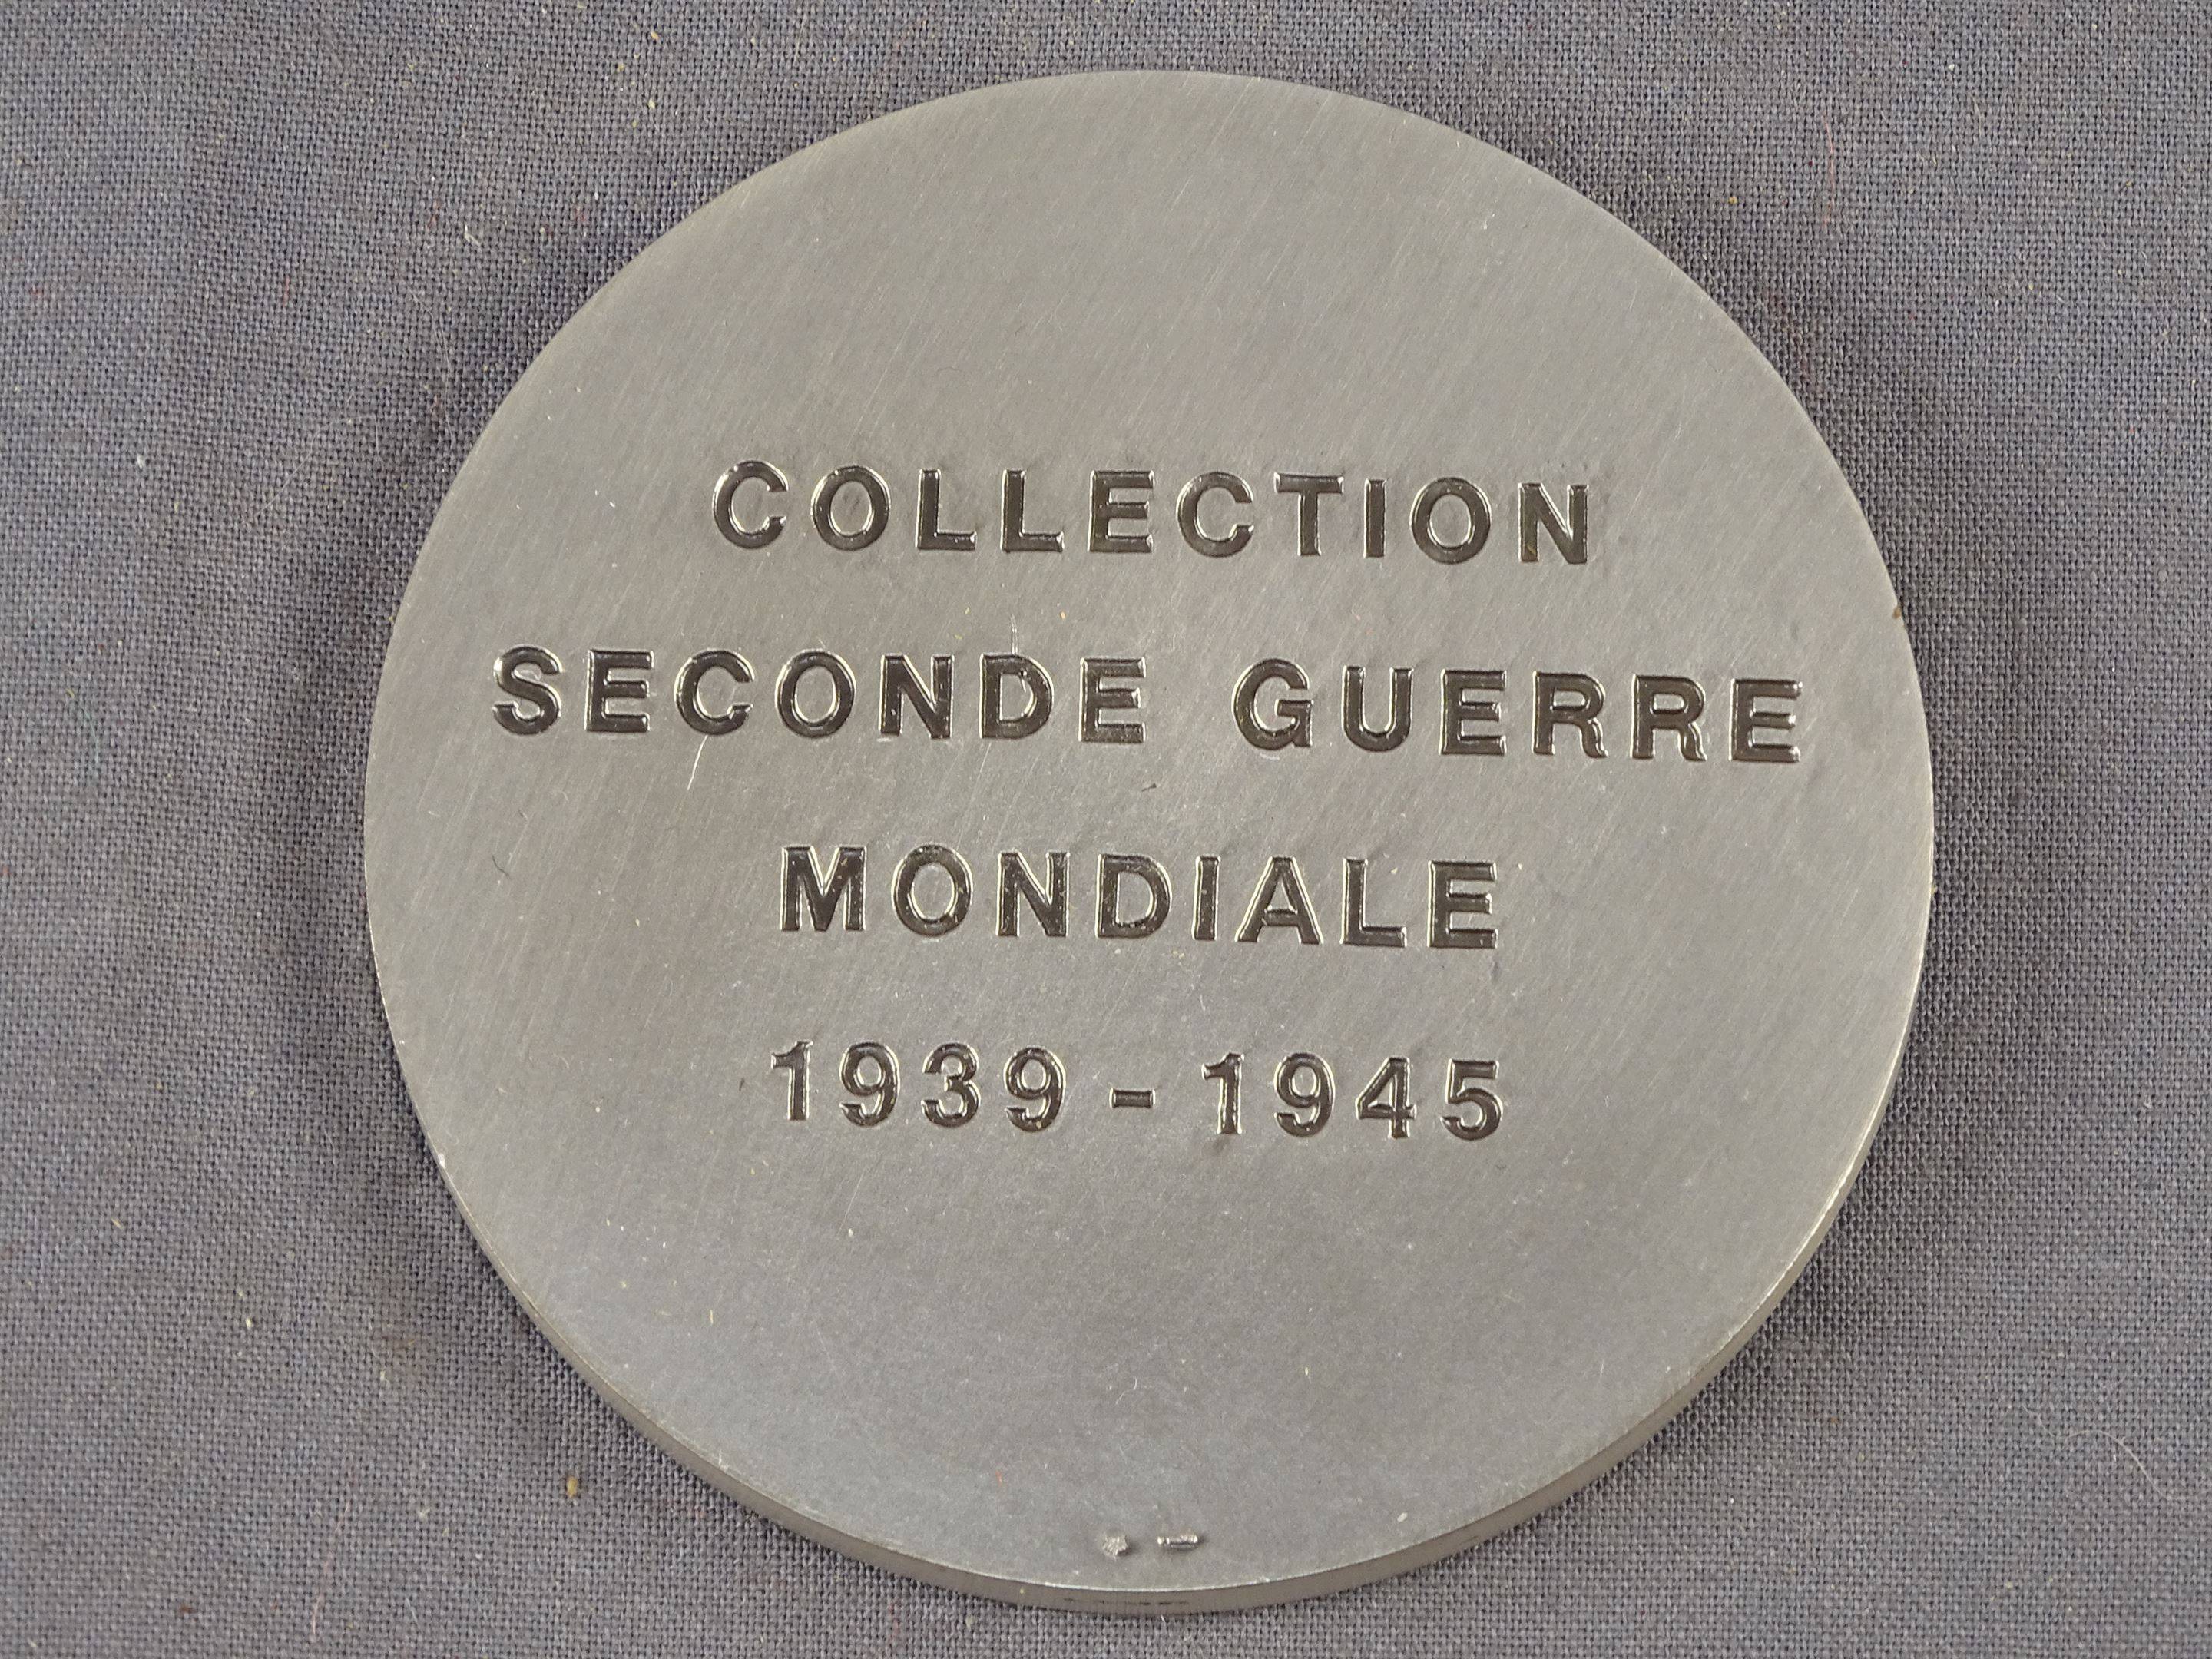 COLLECTION
SECONDE GUERRE
MONDIALE
1939-1945